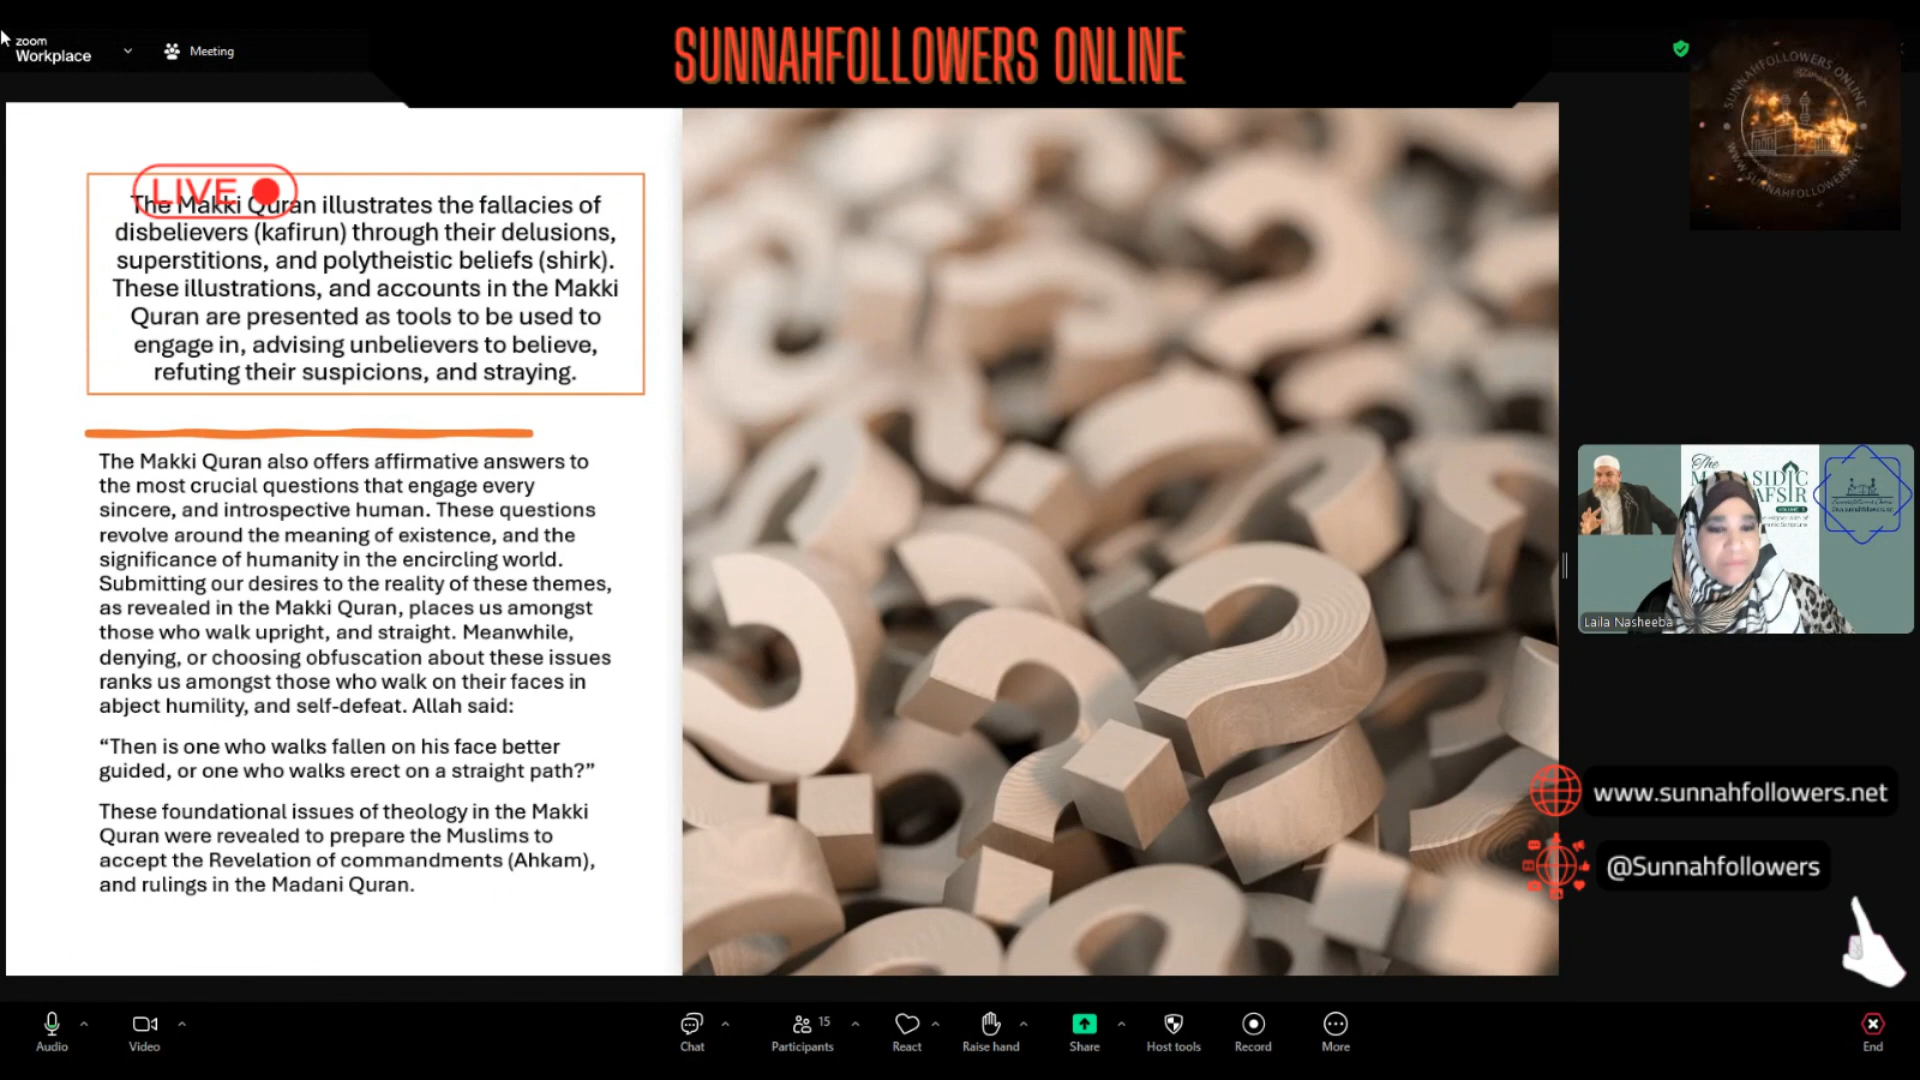 SUNNAHFOLLOWERS ONLINE
zoom
Workplace
Meeting
SUNNAHFOLLOWERS ONLINE
WWW.SUNNAHFOLLOWERS.NET
LIVE
The Makki Quran illustrates the fallacies of
disbelievers (kafirun) through their delusions,
superstitions, and polytheistic beliefs (shirk).
These illustrations, and accounts in the Makki
Quran are presented as tools to be used to
engage in, advising unbelievers to believe,
refuting their suspicions, and straying.
The Makki Quran also offers affirmative answers to
the most crucial questions that engage every
sincere, and introspective human. These questions
revolve around the meaning of existence, and the
significance of humanity in the encircling world.
Submitting our desires to the reality of these themes,
as revealed in the Makki Quran, places us amongst
those who walk upright, and straight. Meanwhile,
denying, or choosing obfuscation about these issues
ranks us amongst those who walk on their faces in
abject humility, and self-defeat. Allah said:
“Then is one who walks fallen on his face better
guided, or one who walks erect on a straight path?”
These foundational issues of theology in the Makki
Quran were revealed to prepare the Muslims to
accept the Revelation of commandments (Ahkam),
and rulings in the Madani Quran.
The
Laila Nasheeba
www.sunnahfollowers.net
@Sunnahfollowers
Audio
Video
Chat
15
Participants
React
Raise hand
Share
Host tools
Record
More
End